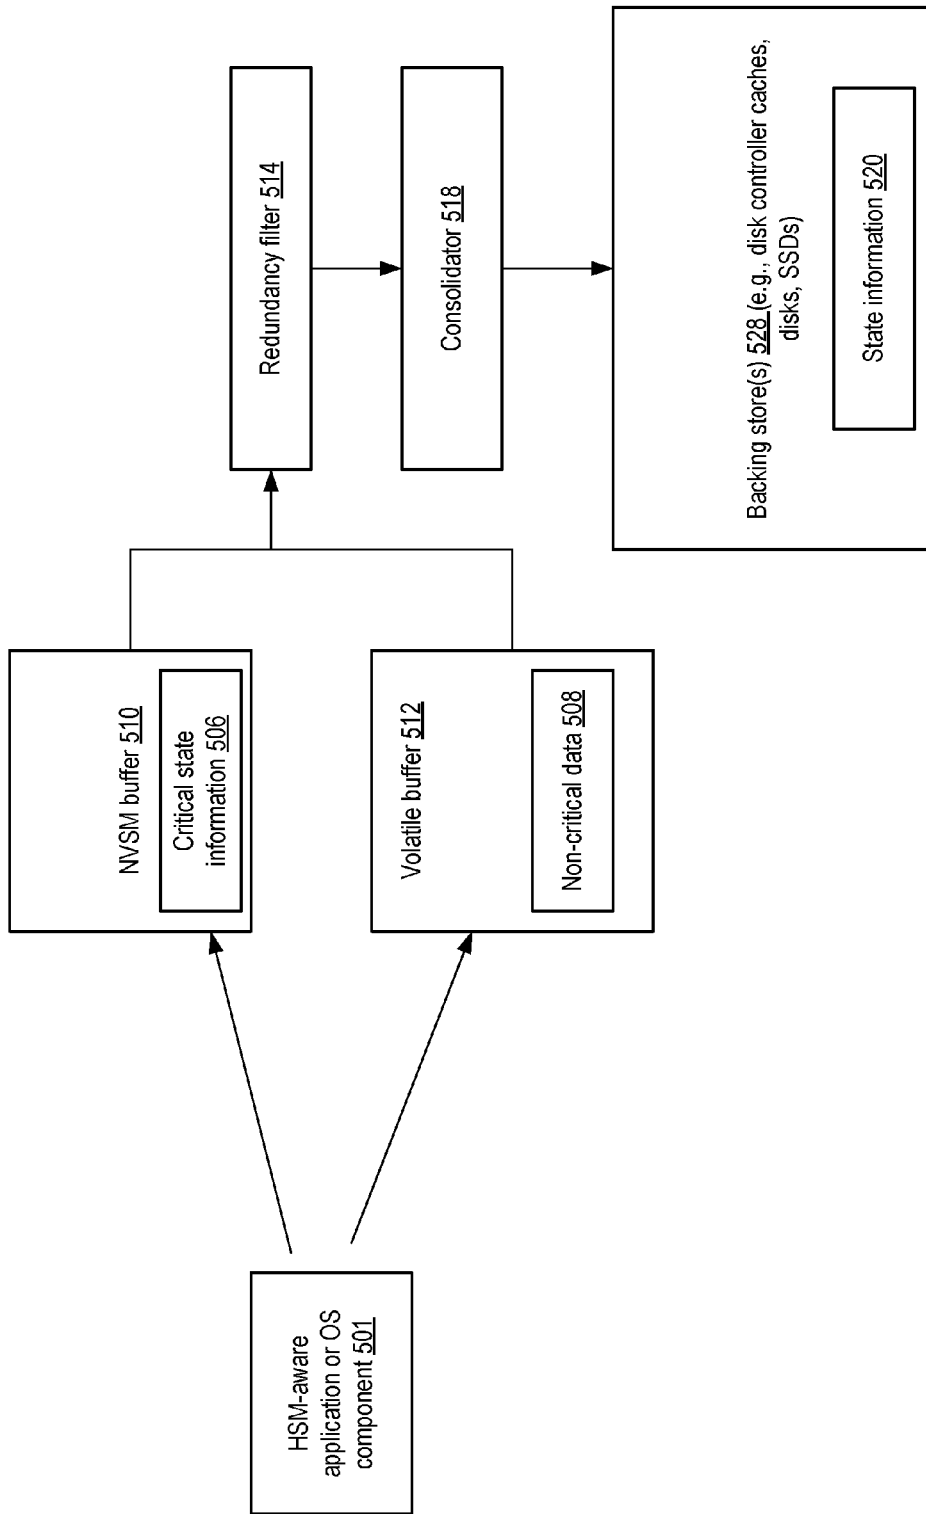 HSM-aware
application or OS
component 501
NVSM buffer 510
Critical state
information 506
Volatile buffer 512
Non-critical data 508
Redundancy filter 514
Consolidator 518
Backing store(s) 528 (e.g., disk controller caches,
disks, SSDs)
State information 520